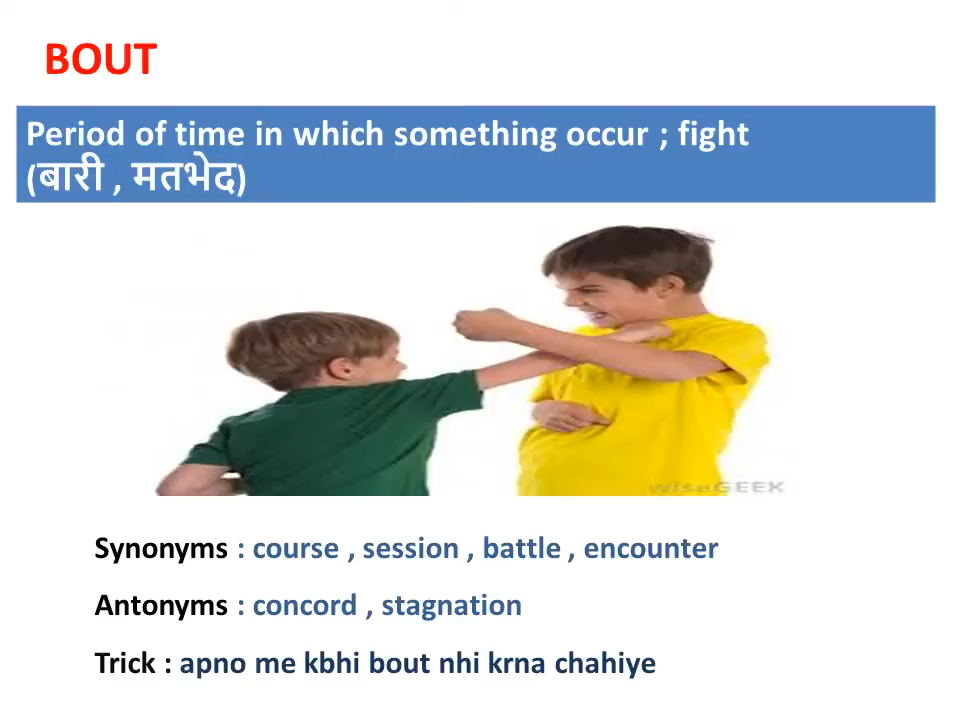 BOUT
Period of time in which something occur ; fight
(बारी , मतभेद)
wiseGEEK
Synonyms : course , session , battle , encounter
Antonyms : concord , stagnation
Trick : apno me kbhi bout nhi krna chahiye